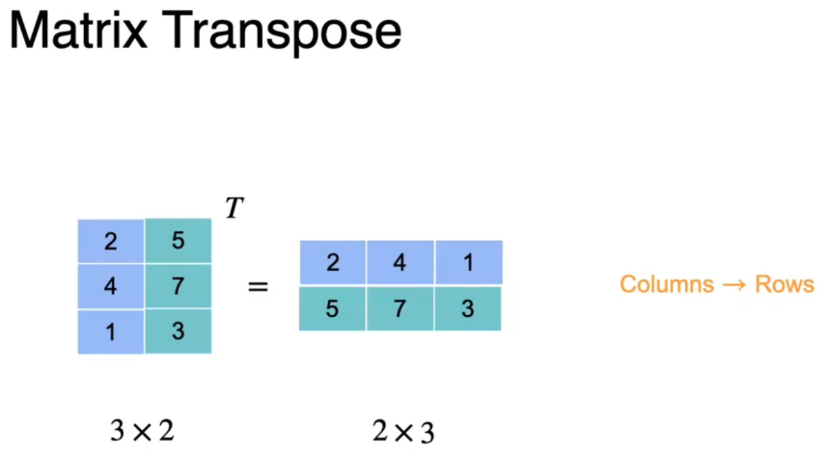 Matrix Transpose
T
2 5
4 7
1 3
=
2 4 1
5 7 3
Columns → Rows
3 × 2
2 × 3